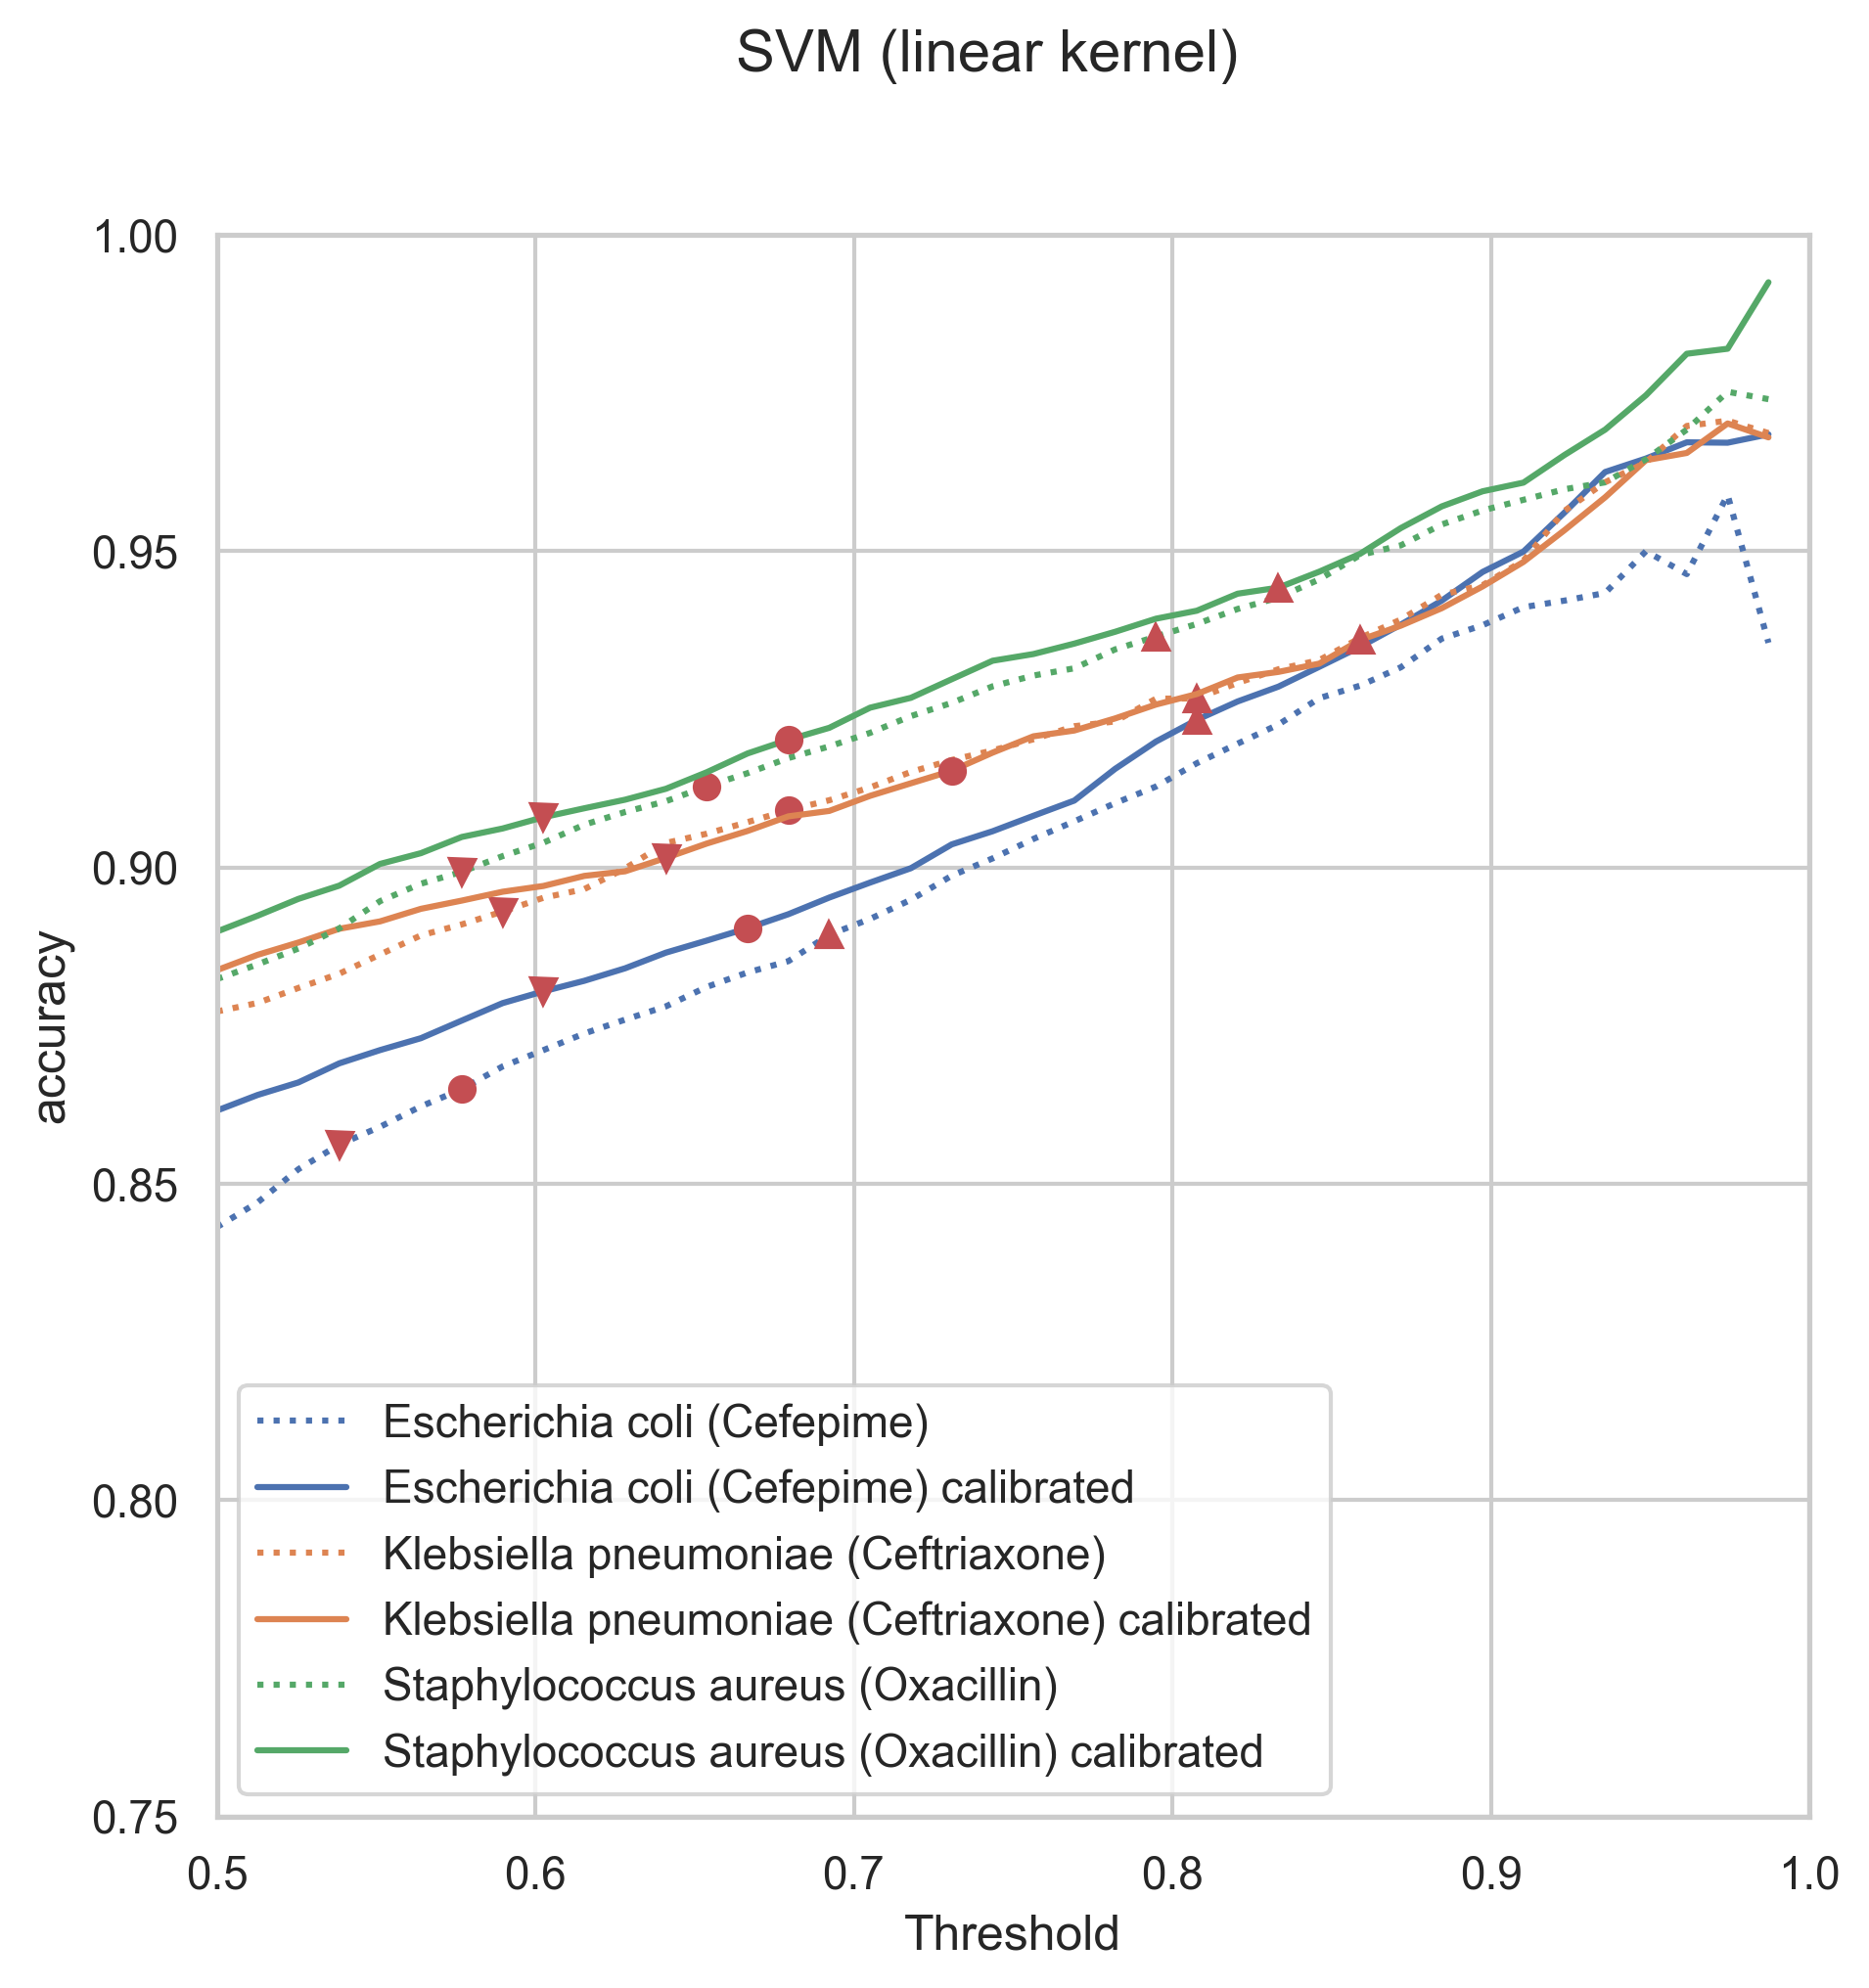 SVM (linear kernel)
1.00
0.95
0.90
0.85
0.80
0.75
accuracy
Escherichia coli (Cefepime)
Escherichia coli (Cefepime) calibrated
Klebsiella pneumoniae (Ceftriaxone)
Klebsiella pneumoniae (Ceftriaxone) calibrated
Staphylococcus aureus (Oxacillin)
Staphylococcus aureus (Oxacillin) calibrated
0.5 0.6 0.7 0.8 0.9 1.0
Threshold